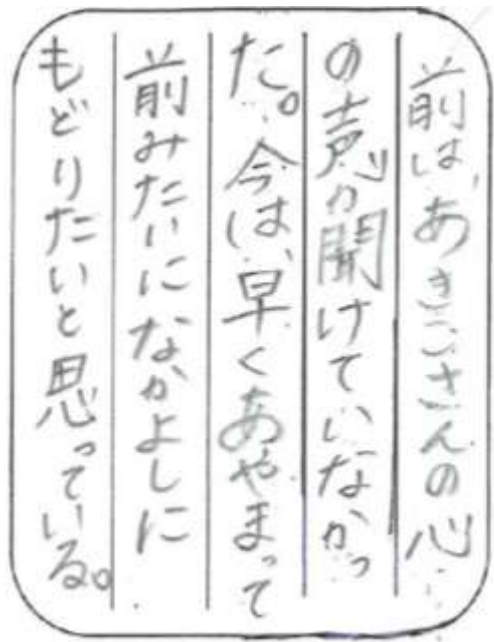 前は、あきこさんの心
の声が聞けていなかっ
た。今は、早くあやまって
前みたいになかよしに
もどりたいと思っている。